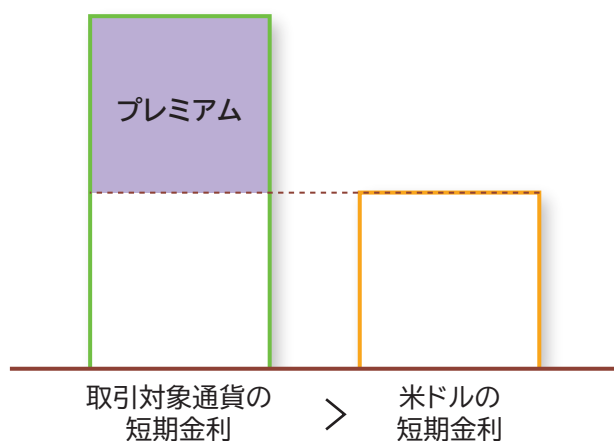 プレミアム
取引対象通貨の
短期金利
>
米ドルの
短期金利